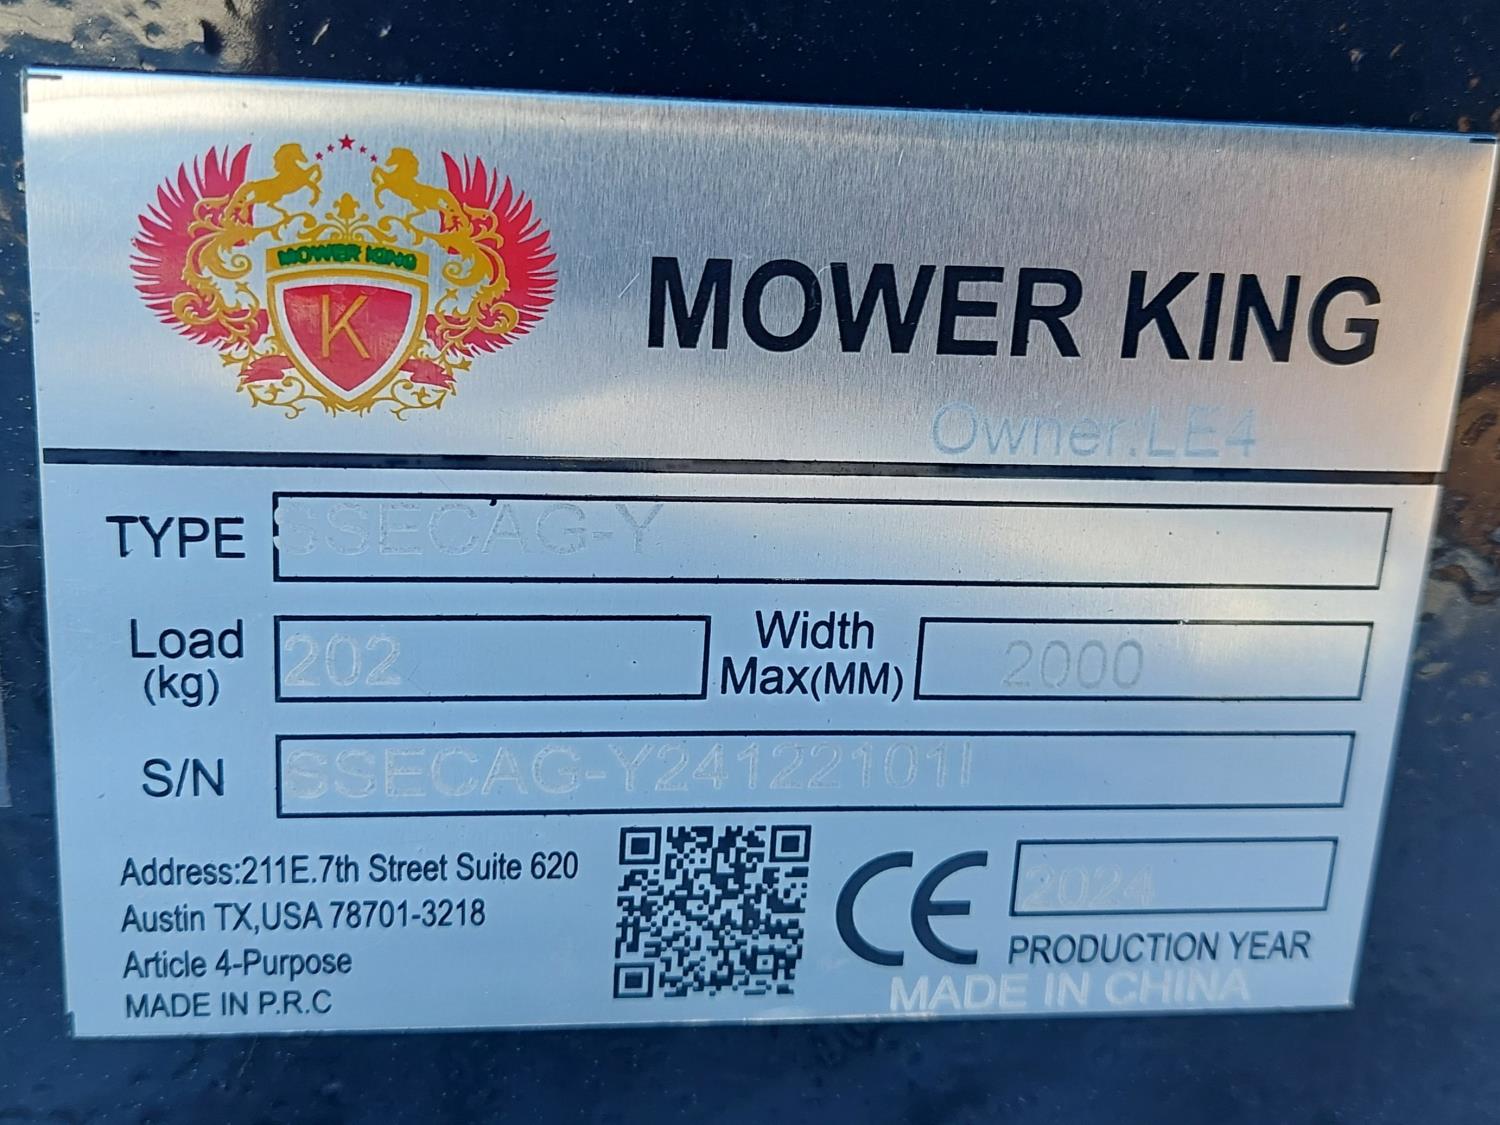 MOWER KING
K
MOWER KING
Owner:LE4
TYPE SSECAG-Y
Load (kg) 202 Width Max(MM) 2000
S/N SSECAG-Y24122101I
Address:211E.7th Street Suite 620
Austin TX,USA 78701-3218
Article 4-Purpose
MADE IN P.R.C
CE
2024
PRODUCTION YEAR
MADE IN CHINA